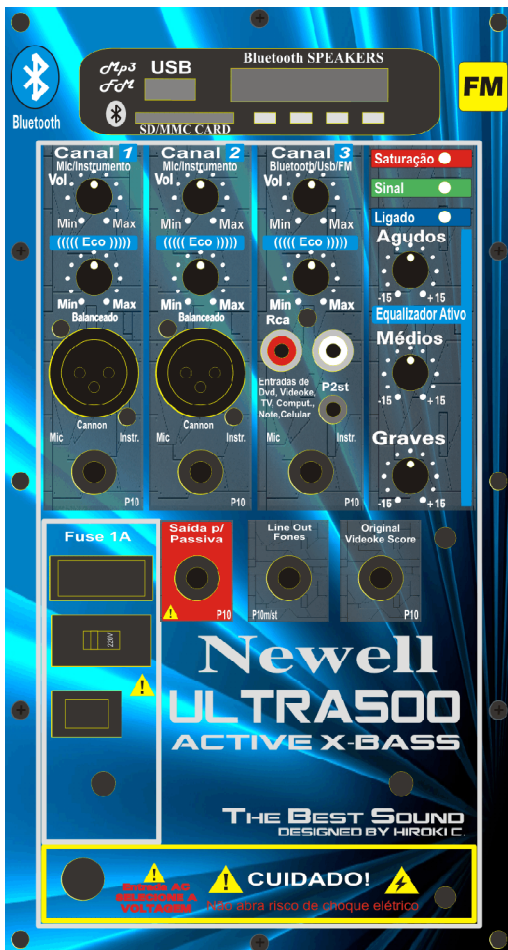 Mp3
FM
USB
Bluetooth SPEAKERS
SD/MMC CARD
Bluetooth
FM
Canal 1
Mic/Instrumento
Vol
Min Max
((((( Eco )))))
Min Max
Balanceado
Cannon
Mic Instr.
P10
Canal 2
Mic/Instrumento
Vol
Min Max
((((( Eco )))))
Min Max
Balanceado
Cannon
Mic Instr.
P10
Canal 3
Bluetooth/Usb/FM
Vol
Min Max
((((( Eco )))))
Min Max
Rca
Entradas de
Dvd, Videoke,
TV. Comput.,
Note,Celular
P2st
Mic Instr.
P10
Saturação
Sinal
Ligado
Agudos
-15 +15
Equalizador Ativo
Médios
-15 +15
Graves
-15 +15
Fuse 1A
220V
Saída p/
Passiva
P10
Line Out
Fones
P10m/st
Original
Videoke Score
P10
Newell
ULTRA500
ACTIVE X-BASS
THE BEST SOUND
DESIGNED BY HIROKI C.
Entrada AC
SELECIONE A
VOLTAGEM
CUIDADO!
Não abra risco de choque elétrico